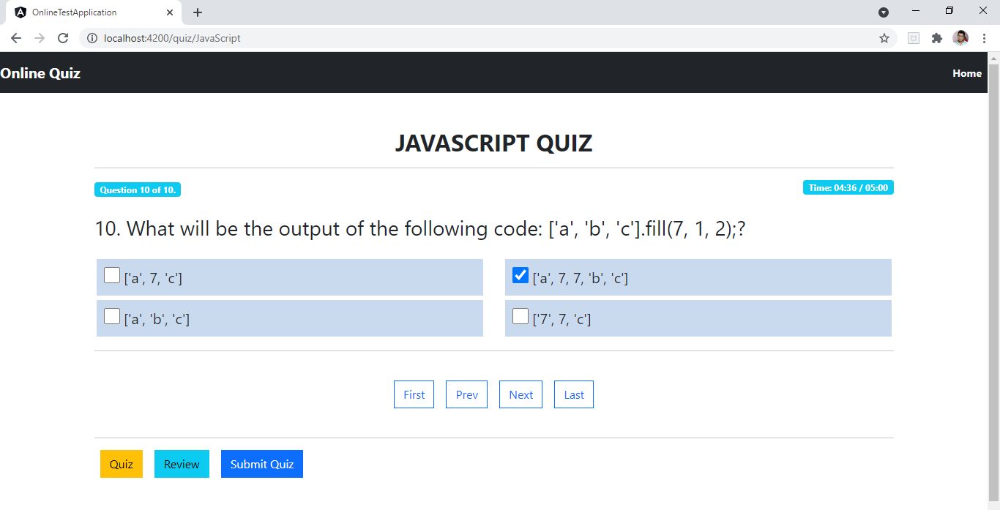 OnlineTestApplication
localhost:4200/quiz/JavaScript
Online Quiz
Home
JAVASCRIPT QUIZ
Question 10 of 10.
Time: 04:36 / 05:00
10. What will be the output of the following code: ['a', 'b', 'c'].fill(7, 1, 2);?
['a', 7, 'c']
['a', 7, 7, 'b', 'c']
['a', 'b', 'c']
['7', 7, 'c']
First
Prev
Next
Last
Quiz
Review
Submit Quiz